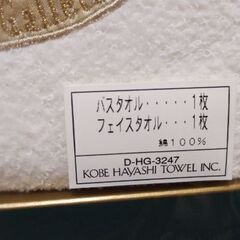 バスタオル・・・・・1枚
フェイスタオル・・・1枚
綿100%
D-HG-3247
KOBE HAYASHI TOWEL INC.